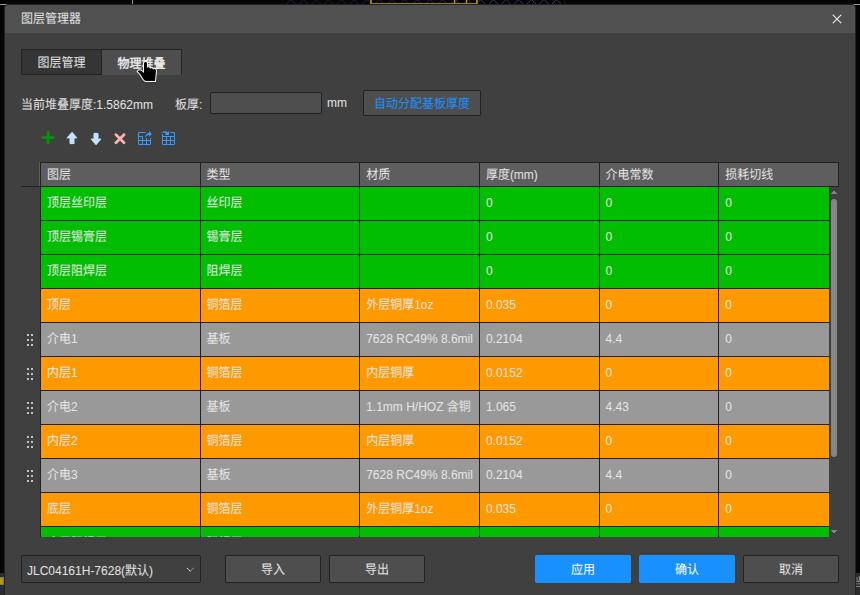 图层管理器
图层管理 物理堆叠
当前堆叠厚度:1.5862mm 板厚: mm 自动分配基板厚度
图层 类型 材质 厚度(mm) 介电常数 损耗切线
顶层丝印层 丝印层 0 0 0
顶层锡膏层 锡膏层 0 0 0
顶层阻焊层 阻焊层 0 0 0
顶层 铜箔层 外层铜厚1oz 0.035 0 0
介电1 基板 7628 RC49% 8.6mil 0.2104 4.4 0
内层1 铜箔层 内层铜厚 0.0152 0 0
介电2 基板 1.1mm H/HOZ 含铜 1.065 4.43 0
内层2 铜箔层 内层铜厚 0.0152 0 0
介电3 基板 7628 RC49% 8.6mil 0.2104 4.4 0
底层 铜箔层 外层铜厚1oz 0.035 0 0
JLC04161H-7628(默认) 导入 导出 应用 确认 取消